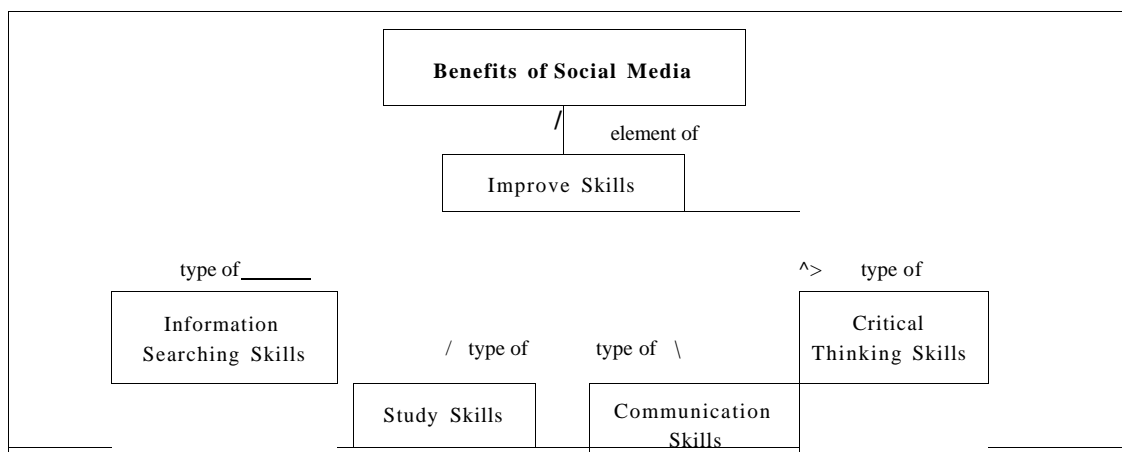 Benefits of Social Media
/ element of
Improve Skills
type of ^> type of
Information
Searching Skills
Critical
Thinking Skills
/ type of type of \
Study Skills
Communication
Skills